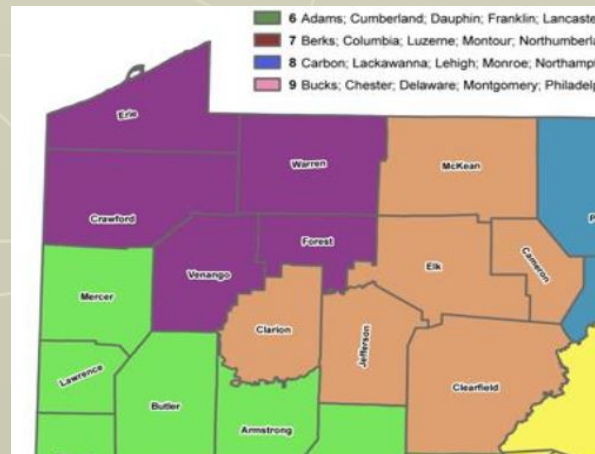 6 Adams; Cumberland; Dauphin; Franklin; Lancaste
7 Berks; Columbia; Luzerne; Montour; Northumberla
8 Carbon; Lackawanna; Lehigh; Monroe; Northampt
9 Bucks; Chester; Delaware; Montgomery; Philadelp
Erie
Warren
McKean
Crawford
P
Forest
Venango
Elk
Cameron
Mercer
Clarion
Jefferson
Lawrence
Clearfield
Butler
Armstrong